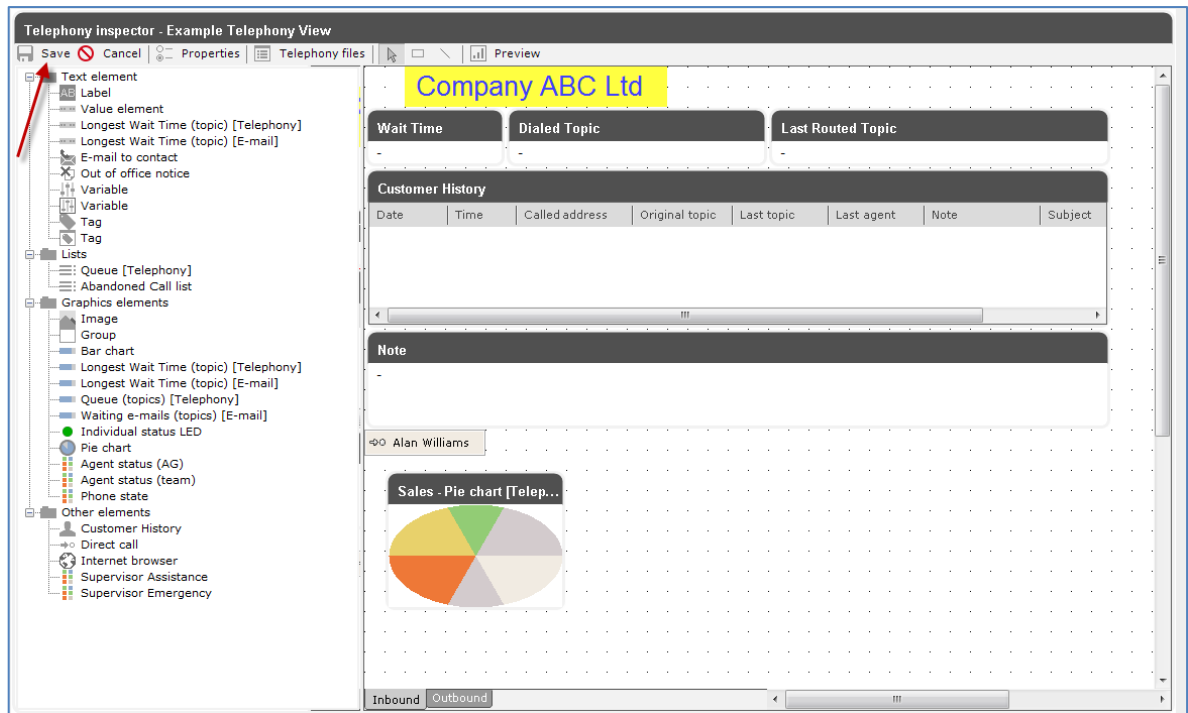 Telephony inspector - Example Telephony View
Save Cancel Properties Telephony files Preview
Text element
AB Label
Value element
Longest Wait Time (topic) [Telephony]
Longest Wait Time (topic) [E-mail]
E-mail to contact
Out of office notice
Variable
Variable
Tag
Tag
Lists
Queue [Telephony]
Abandoned Call list
Graphics elements
Image
Group
Bar chart
Longest Wait Time (topic) [Telephony]
Longest Wait Time (topic) [E-mail]
Queue (topics) [Telephony]
Waiting e-mails (topics) [E-mail]
Individual status LED
Pie chart
Agent status (AG)
Agent status (team)
Phone state
Other elements
Customer History
Direct call
Internet browser
Supervisor Assistance
Supervisor Emergency
Company ABC Ltd
Wait Time Dialed Topic Last Routed Topic
- - -
Customer History
Date Time Called address Original topic Last topic Last agent Note Subject
Note
-
Alan Williams
Sales - Pie chart [Telep...
Inbound Outbound